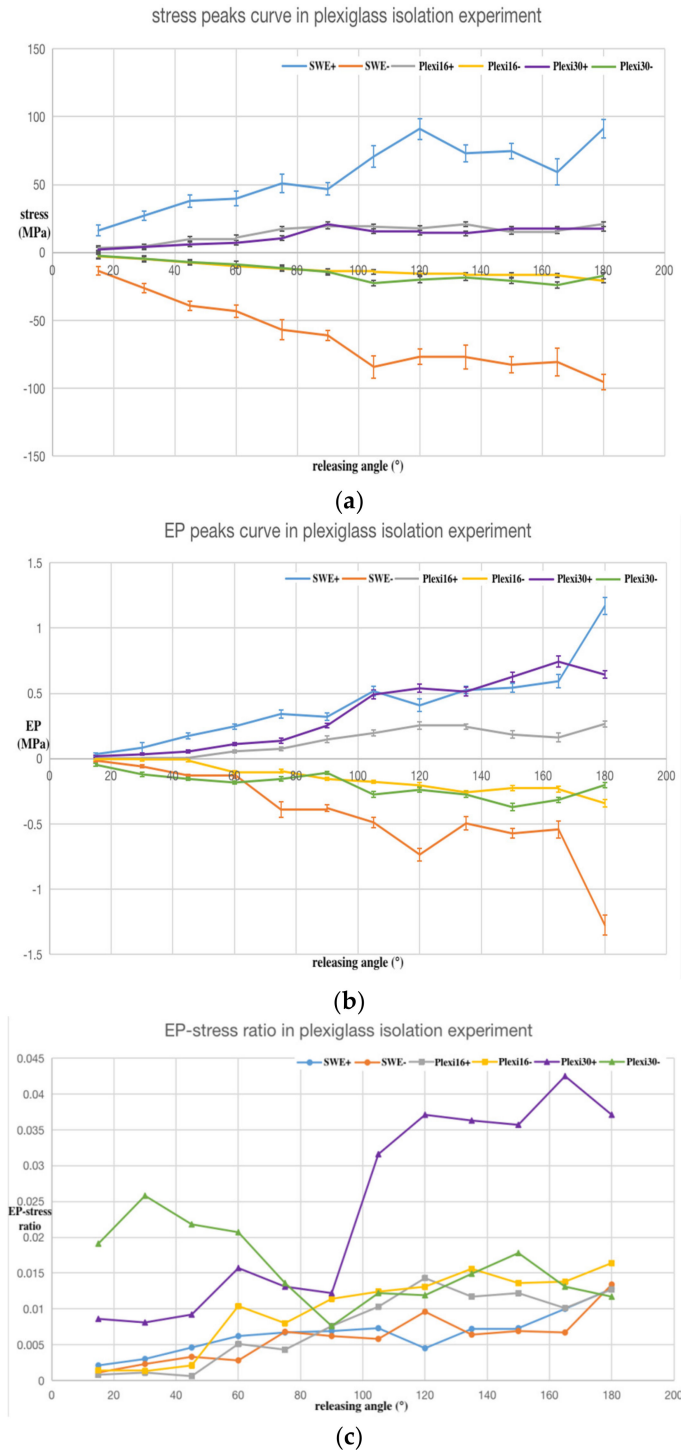 stress peaks curve in plexiglass isolation experiment
150
SWE+ SWE- Plexi16+ Plexi16- Plexi30+ Plexi30-
100
50
stress
(MPa)
0
0 20 40 60 80 100 120 140 160 180 200
-50
-100
-150
releasing angle (°)
(a)
EP peaks curve in plexiglass isolation experiment
1.5
SWE+ SWE- Plexi16+ Plexi16- Plexi30+ Plexi30-
1
0.5
EP
(MPa)
0
0 20 40 60 80 100 120 140 160 180 200
-0.5
-1
-1.5
releasing angle (°)
(b)
EP-stress ratio in plexiglass isolation experiment
0.045
SWE+ SWE- Plexi16+ Plexi16- Plexi30+ Plexi30-
0.04
0.035
0.03
0.025
EP-stress
ratio
0.02
0.015
0.01
0.005
0
0 20 40 60 80 100 120 140 160 180 200
releasing angle (°)
(c)